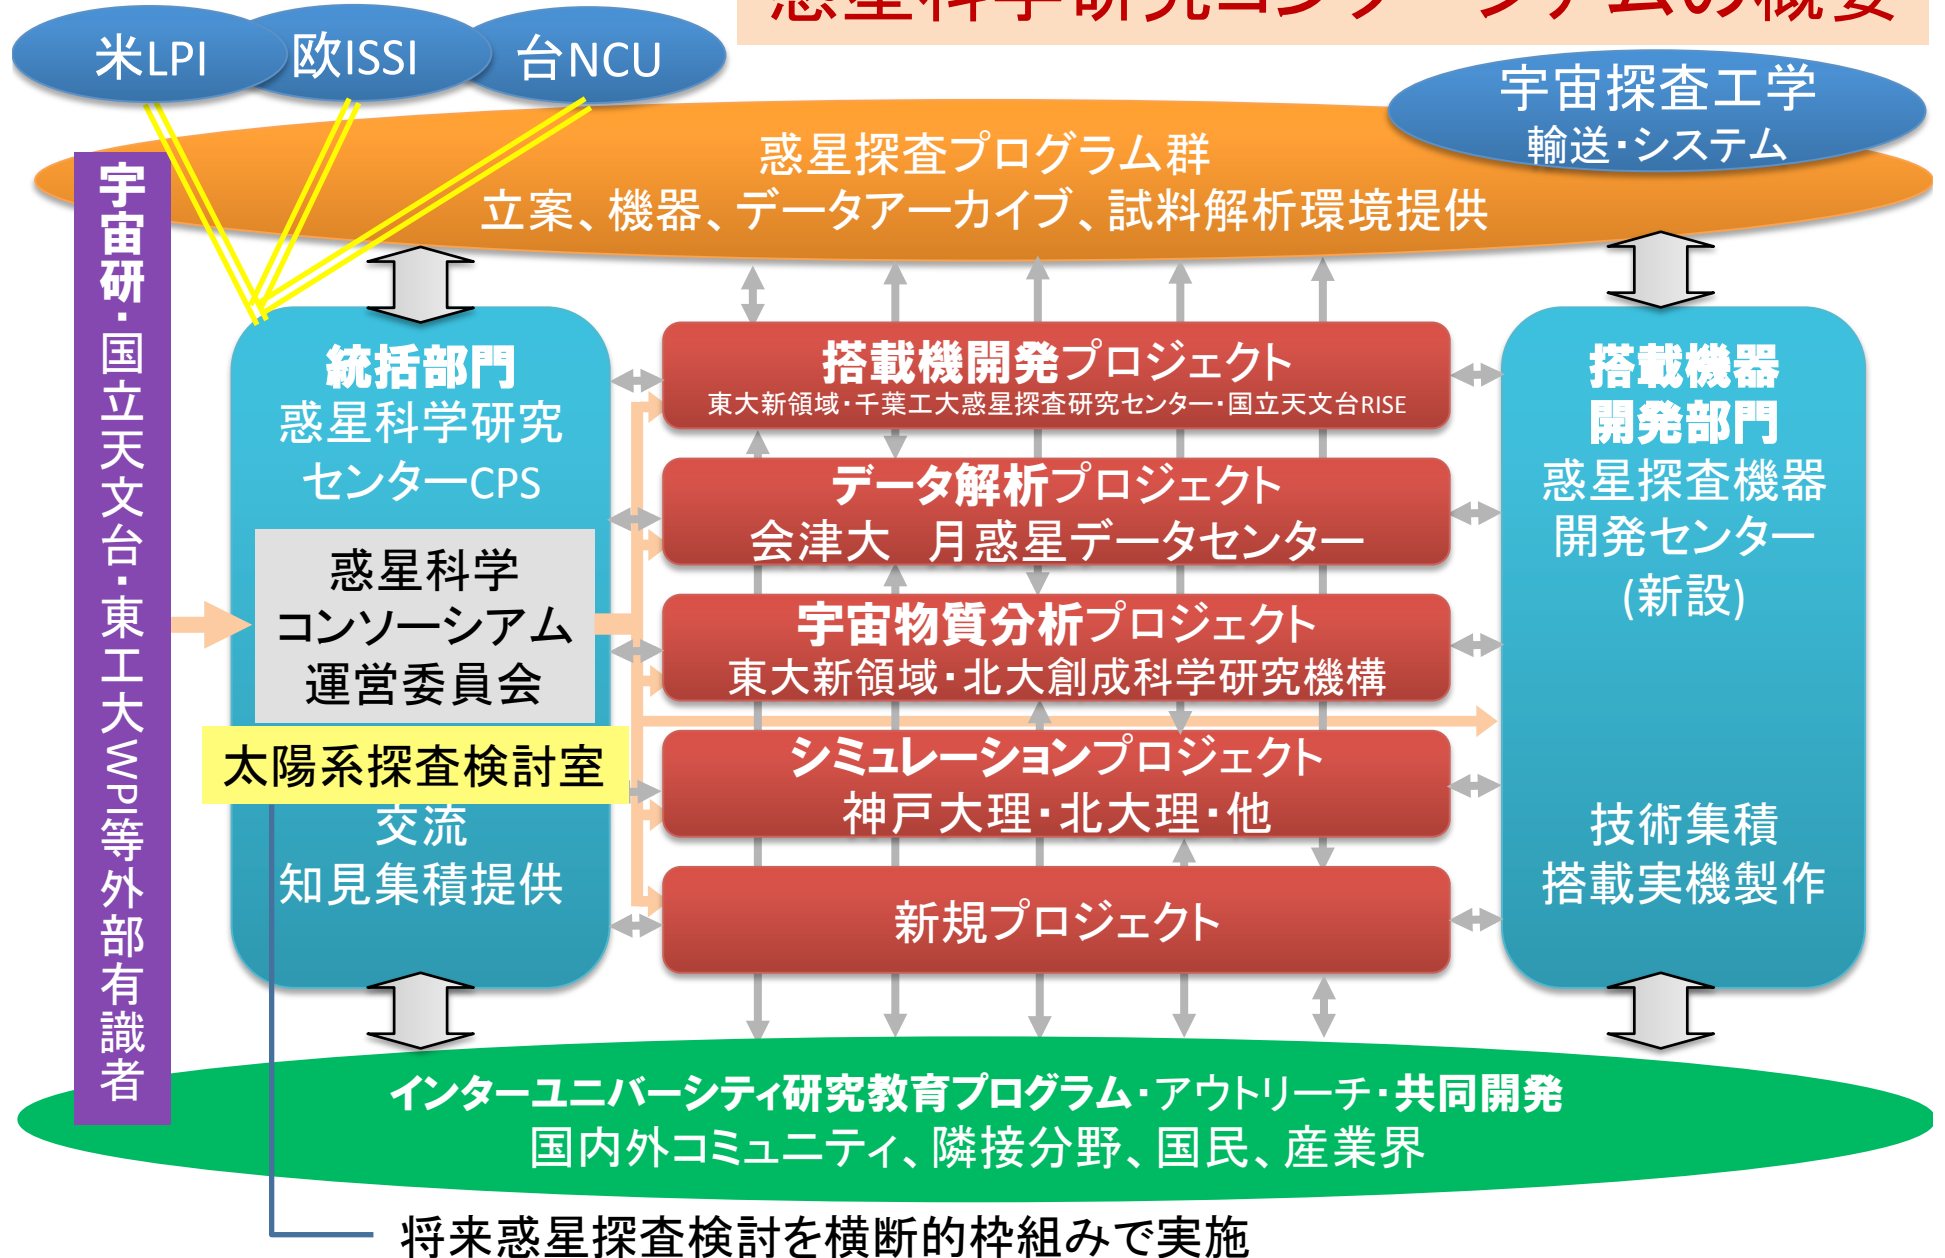 惑星科学研究コンソーシアムの概要
米LPI
欧ISSI
台NCU
宇宙探査工学
輸送・システム
惑星探査プログラム群
立案、機器、データアーカイブ、試料解析環境提供
宇宙研・国立天文台・東工大WPI等外部有識者
統括部門
惑星科学研究
センターCPS
惑星科学
コンソーシアム
運営委員会
太陽系探査検討室
交流
知見集積提供
搭載機開発プロジェクト
東大新領域・千葉工大惑星探査研究センター・国立天文台RISE
データ解析プロジェクト
会津大　月惑星データセンター
宇宙物質分析プロジェクト
東大新領域・北大創成科学研究機構
シミュレーションプロジェクト
神戸大理・北大理・他
新規プロジェクト
搭載機器
開発部門
惑星探査機器
開発センター
(新設)
技術集積
搭載実機製作
インターユニバーシティ研究教育プログラム・アウトリーチ・共同開発
国内外コミュニティ、隣接分野、国民、産業界
将来惑星探査検討を横断的枠組みで実施